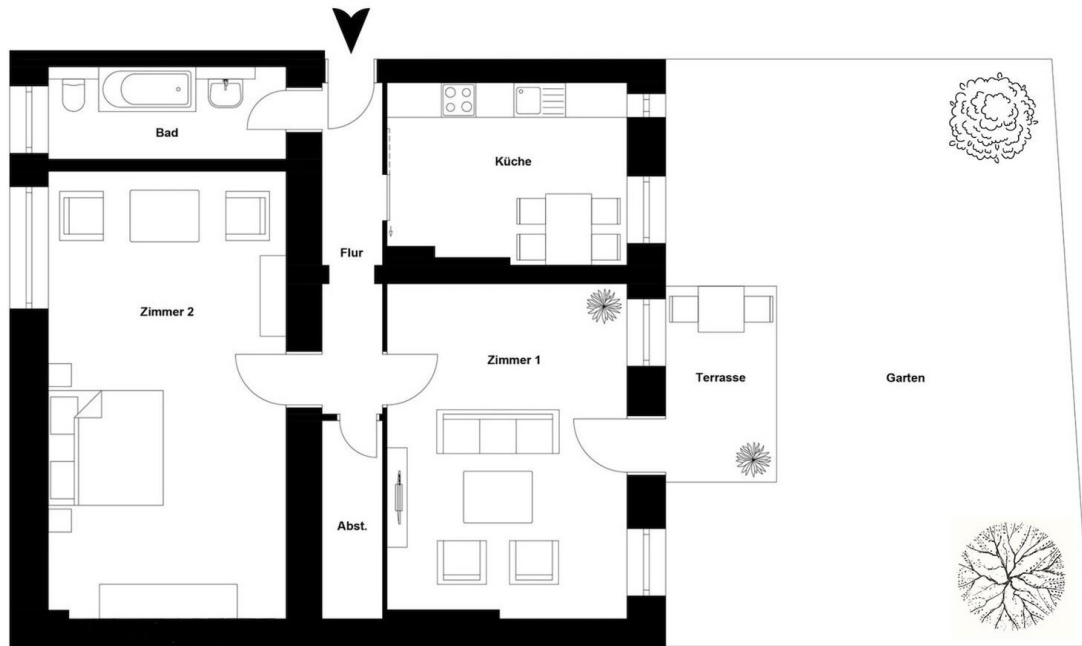 Bad
Küche
Flur
Zimmer 2
Zimmer 1
Terrasse
Garten
Abst.